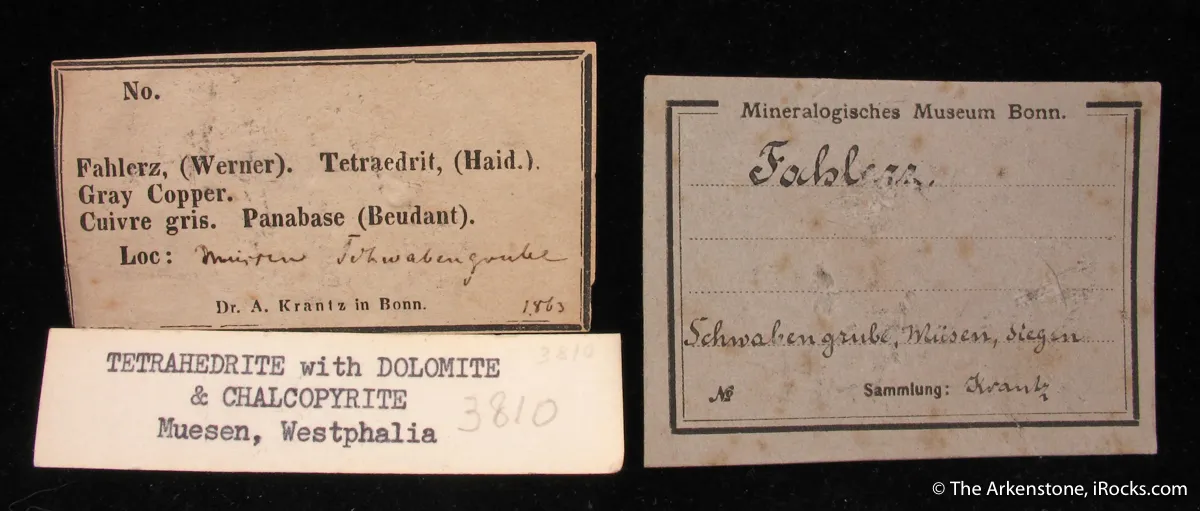 No.
Fahlerz, (Werner). Tetraedrit, (Haid.).
Gray Copper.
Cuivre gris. Panabase (Beudant).
Loc: Müsen Schwabengrube
Dr. A. Krantz in Bonn. 1863
TETRAHEDRITE with DOLOMITE
& CHALCOPYRITE
Muesen, Westphalia
3810
3810
Mineralogisches Museum Bonn.
Fahlerz.
Schwabengrube, Müsen, Siegen
№ Sammlung: Krantz
© The Arkenstone, iRocks.com